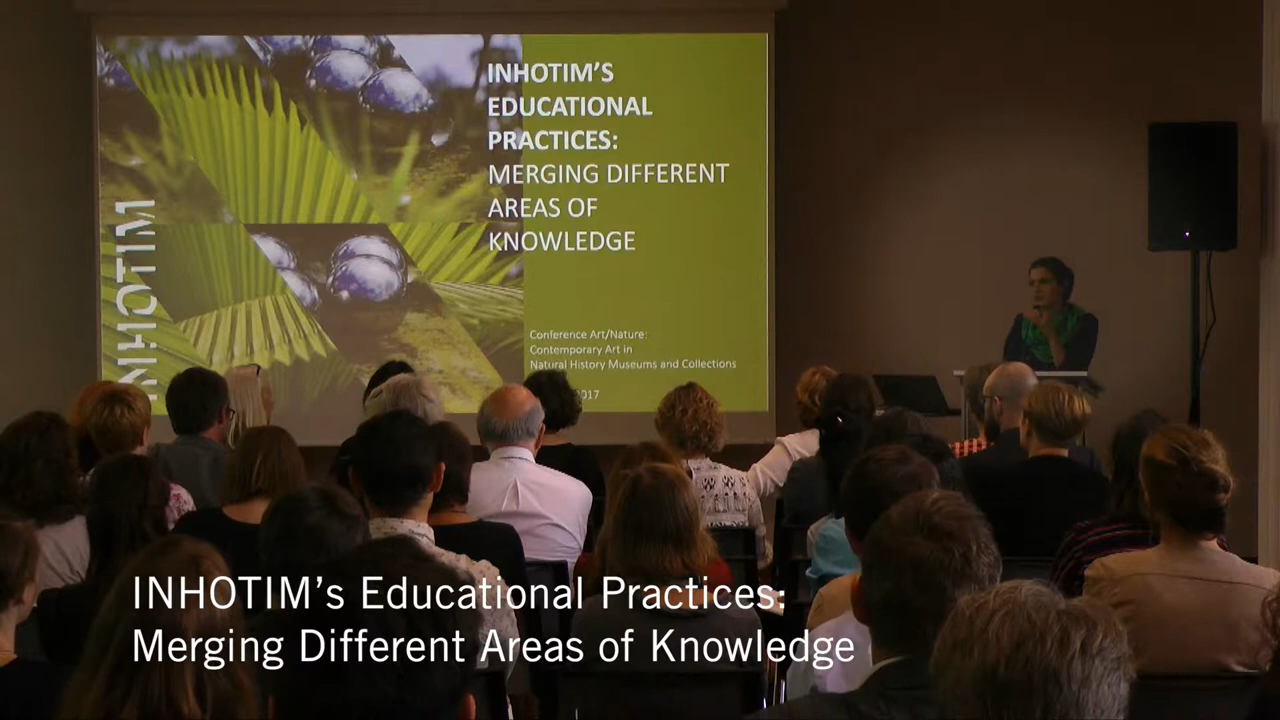 INHOTIM'S
EDUCATIONAL
PRACTICES:
MERGING DIFFERENT
AREAS OF
KNOWLEDGE
INHOTIM
Conference Art/Nature:
Contemporary Art in
Natural History Museums and Collections
2017
INHOTIM's Educational Practices:
Merging Different Areas of Knowledge